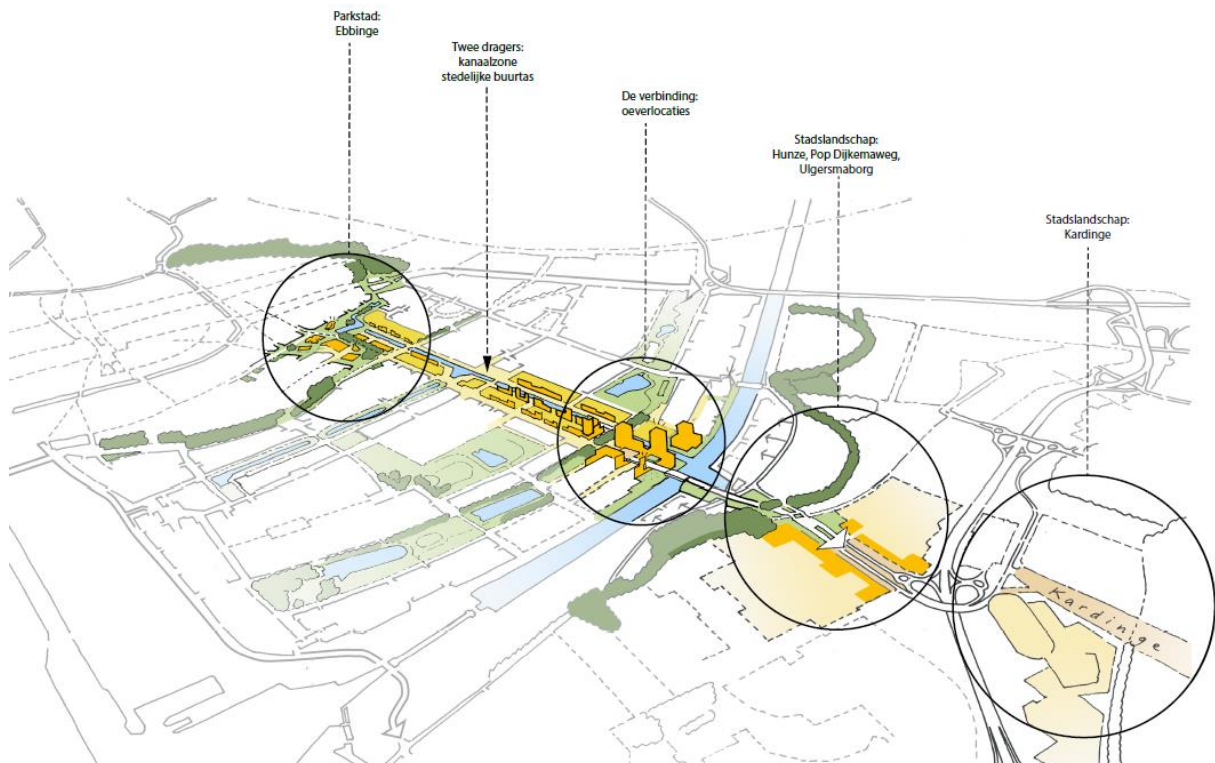 Parkstad:
Ebbinge
Twee dragers:
kanaalzone
stedelijke buurtas
De verbinding:
oeverlocaties
Stadslandschap:
Hunze, Pop Dijkemaweg,
Ulgersmaborg
Stadslandschap:
Kardinge
Kardinge